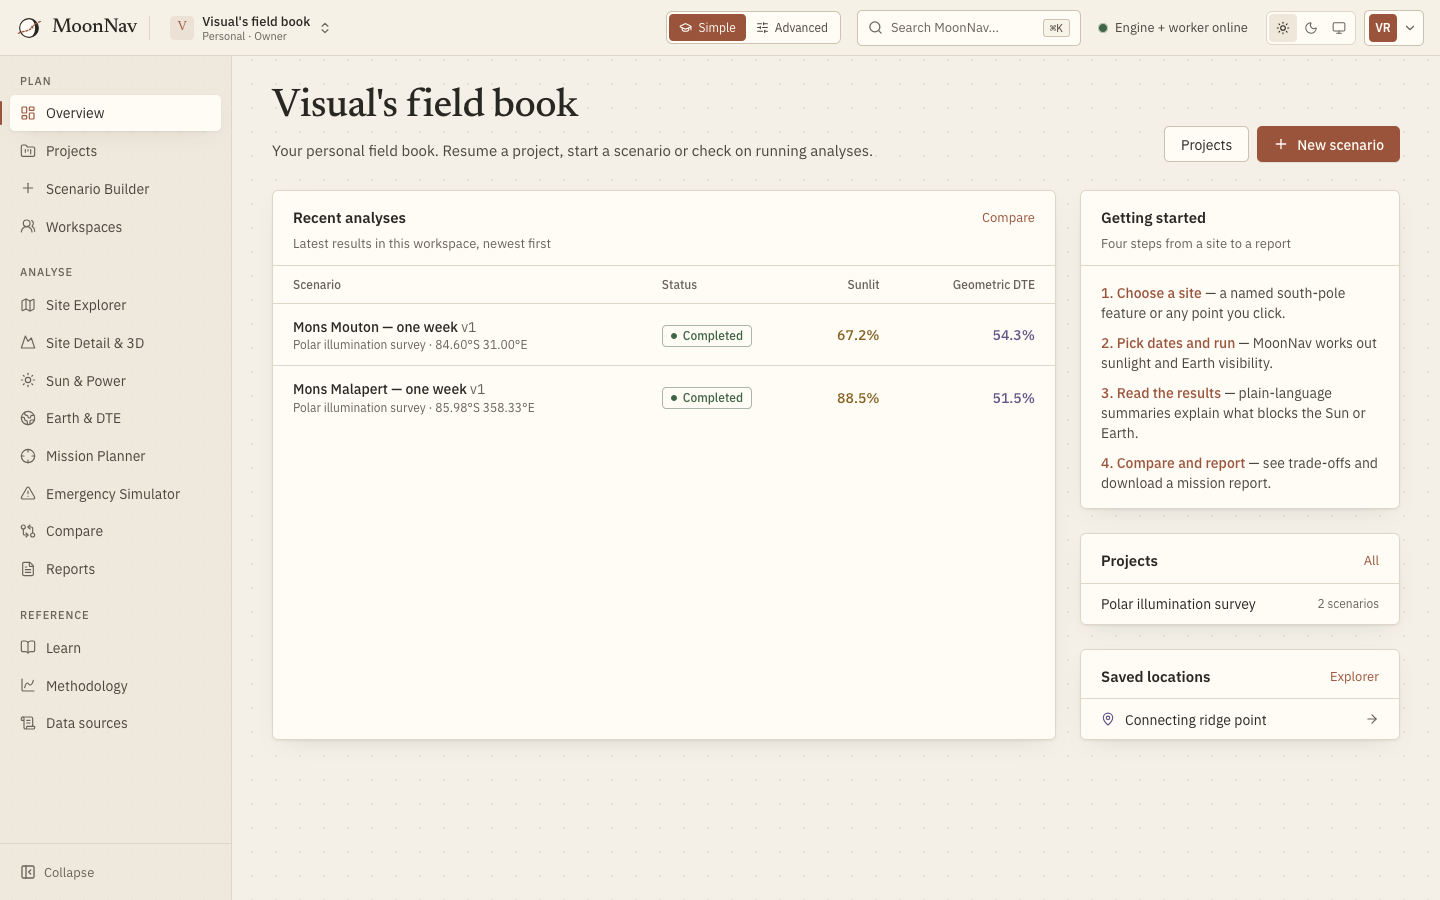 MoonNav
V
Visual's field book
Personal · Owner
Simple
Advanced
Search MoonNav...
⌘K
Engine + worker online
VR
PLAN
Overview
Projects
Scenario Builder
Workspaces
ANALYSE
Site Explorer
Site Detail & 3D
Sun & Power
Earth & DTE
Mission Planner
Emergency Simulator
Compare
Reports
REFERENCE
Learn
Methodology
Data sources
Collapse
Visual's field book
Your personal field book. Resume a project, start a scenario or check on running analyses.
Projects
New scenario
Recent analyses
Compare
Latest results in this workspace, newest first
Scenario Status Sunlit Geometric DTE
Mons Mouton — one week v1
Polar illumination survey · 84.60°S 31.00°E
Completed
67.2%
54.3%
Mons Malapert — one week v1
Polar illumination survey · 85.98°S 358.33°E
Completed
88.5%
51.5%
Getting started
Four steps from a site to a report
1. Choose a site — a named south-pole
feature or any point you click.
2. Pick dates and run — MoonNav works out
sunlight and Earth visibility.
3. Read the results — plain-language
summaries explain what blocks the Sun or
Earth.
4. Compare and report — see trade-offs and
download a mission report.
Projects
All
Polar illumination survey
2 scenarios
Saved locations
Explorer
Connecting ridge point